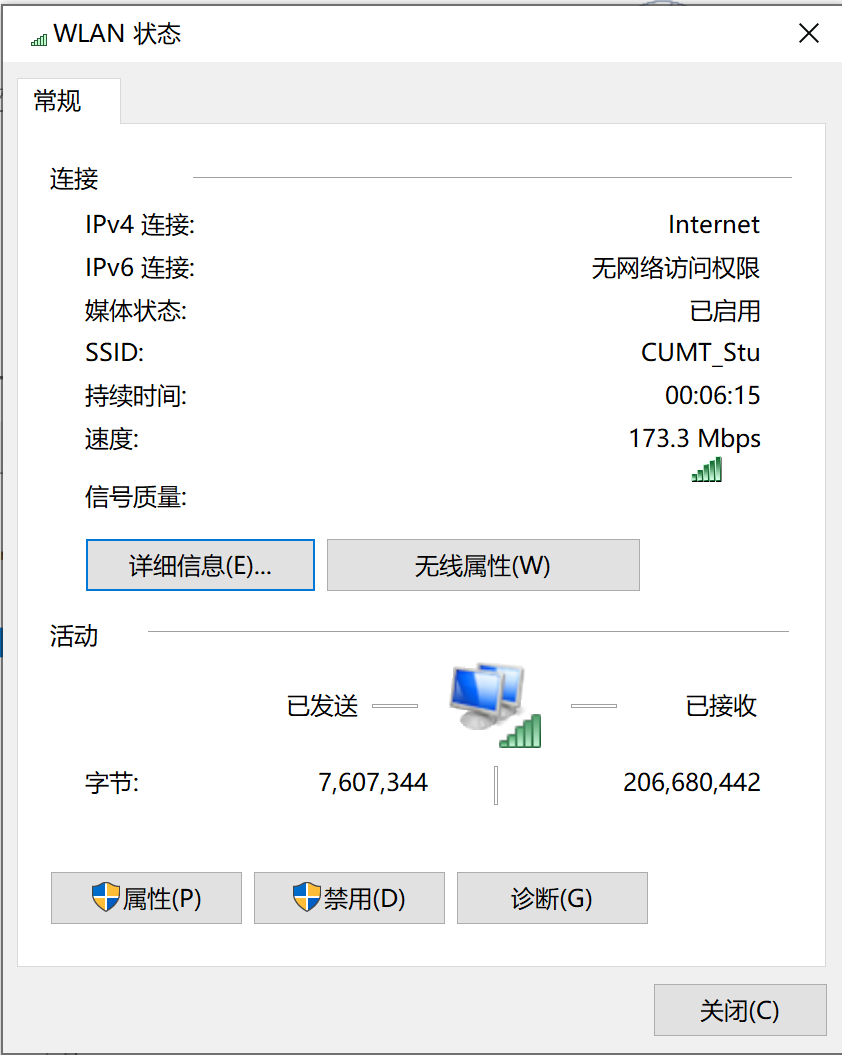 WLAN 状态
常规
连接
IPv4 连接: Internet
IPv6 连接: 无网络访问权限
媒体状态: 已启用
SSID: CUMT_Stu
持续时间: 00:06:15
速度: 173.3 Mbps
信号质量:
详细信息(E)... 无线属性(W)
活动
已发送 已接收
字节: 7,607,344 206,680,442
属性(P) 禁用(D) 诊断(G)
关闭(C)